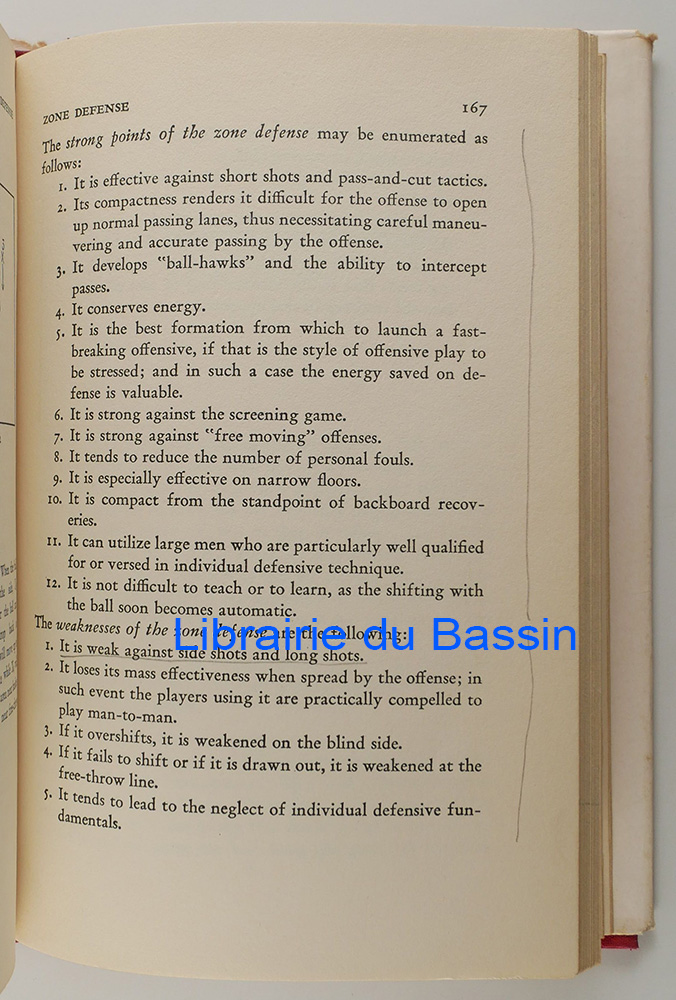 ZONE DEFENSE 167
The strong points of the zone defense may be enumerated as
follows:
1. It is effective against short shots and pass-and-cut tactics.
2. Its compactness renders it difficult for the offense to open
up normal passing lanes, thus necessitating careful maneu-
vering and accurate passing by the offense.
3. It develops "ball-hawks" and the ability to intercept
passes.
4. It conserves energy.
5. It is the best formation from which to launch a fast-
breaking offensive, if that is the style of offensive play to
be stressed; and in such a case the energy saved on de-
fense is valuable.
6. It is strong against the screening game.
7. It is strong against "free moving" offenses.
8. It tends to reduce the number of personal fouls.
9. It is especially effective on narrow floors.
10. It is compact from the standpoint of backboard recov-
eries.
11. It can utilize large men who are particularly well qualified
for or versed in individual defensive technique.
12. It is not difficult to teach or to learn, as the shifting with
the ball soon becomes automatic.
The weaknesses of the zone defense are the following:
Librairie du Bassin
1. It is weak against side shots and long shots.
2. It loses its mass effectiveness when spread by the offense; in
such event the players using it are practically compelled to
play man-to-man.
3. If it overshifts, it is weakened on the blind side.
4. If it fails to shift or if it is drawn out, it is weakened at the
free-throw line.
5. It tends to lead to the neglect of individual defensive fun-
damentals.